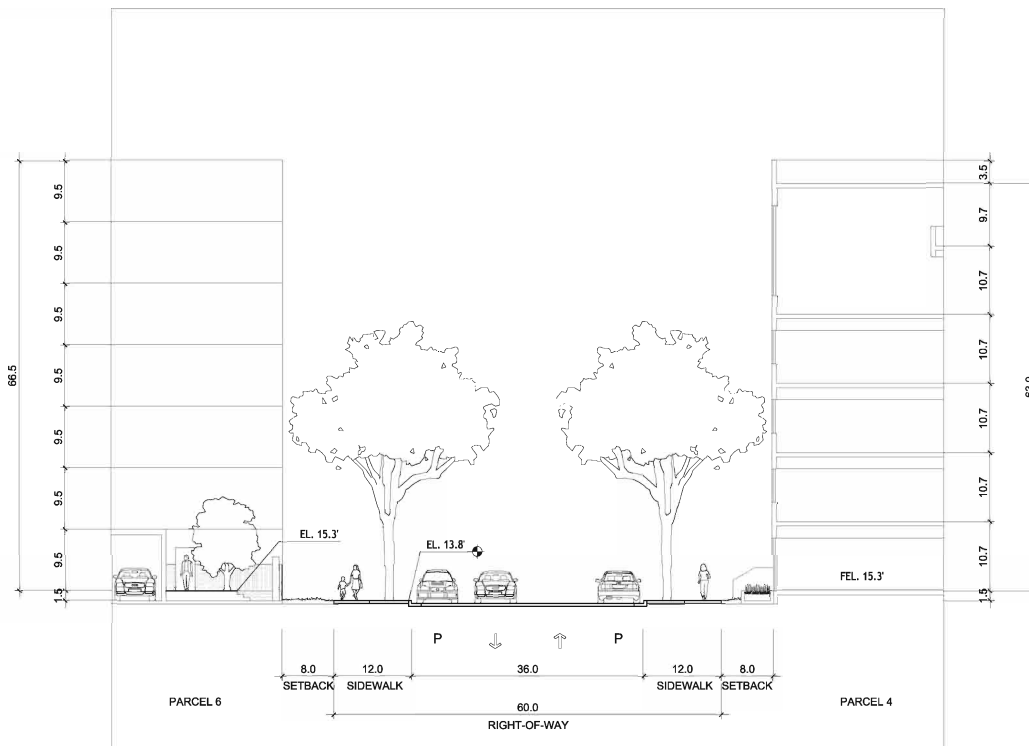 3.5
9.5
9.7
9.5
10.7
9.5
10.7
9.5
66.5
10.7
9.5
10.7
9.5
10.7
EL. 15.3'
EL. 13.8'
9.5
FEL. 15.3'
1.5
1.5
P
P
8.0
12.0
36.0
12.0
8.0
SETBACK
SIDEWALK
SIDEWALK
SETBACK
PARCEL 6
PARCEL 4
60.0
RIGHT-OF-WAY